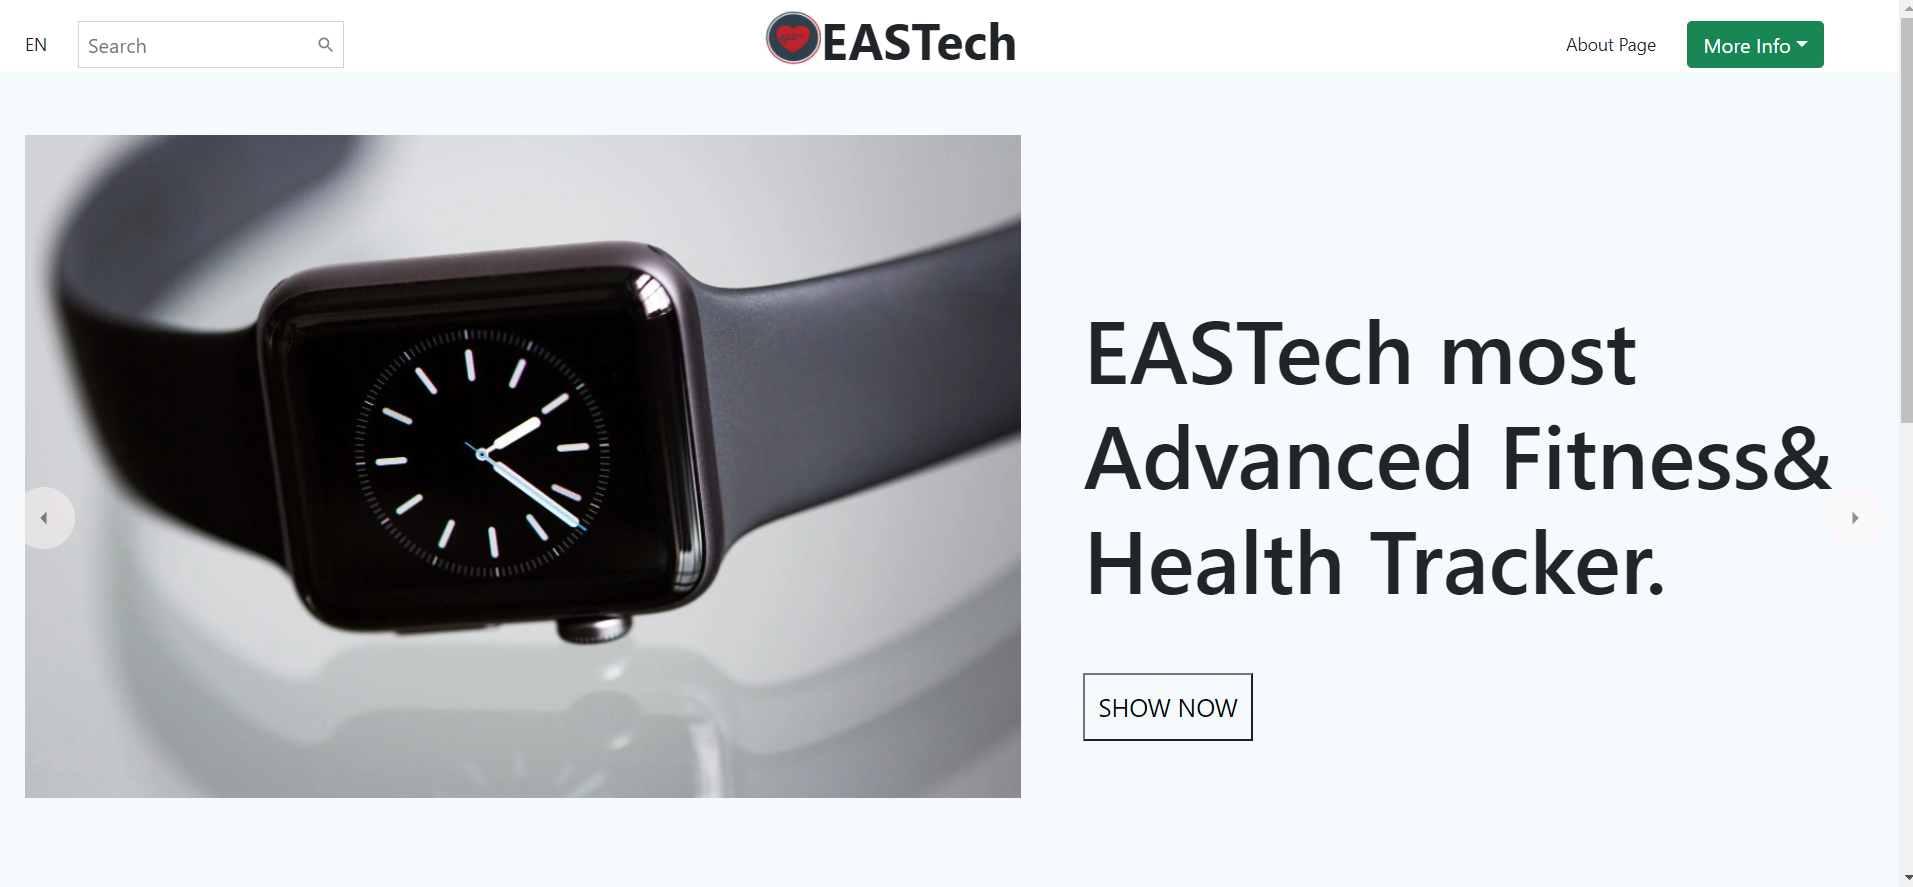 EN
Search
EASTech
About Page
More Info
EASTech most
Advanced Fitness&
Health Tracker.
SHOW NOW